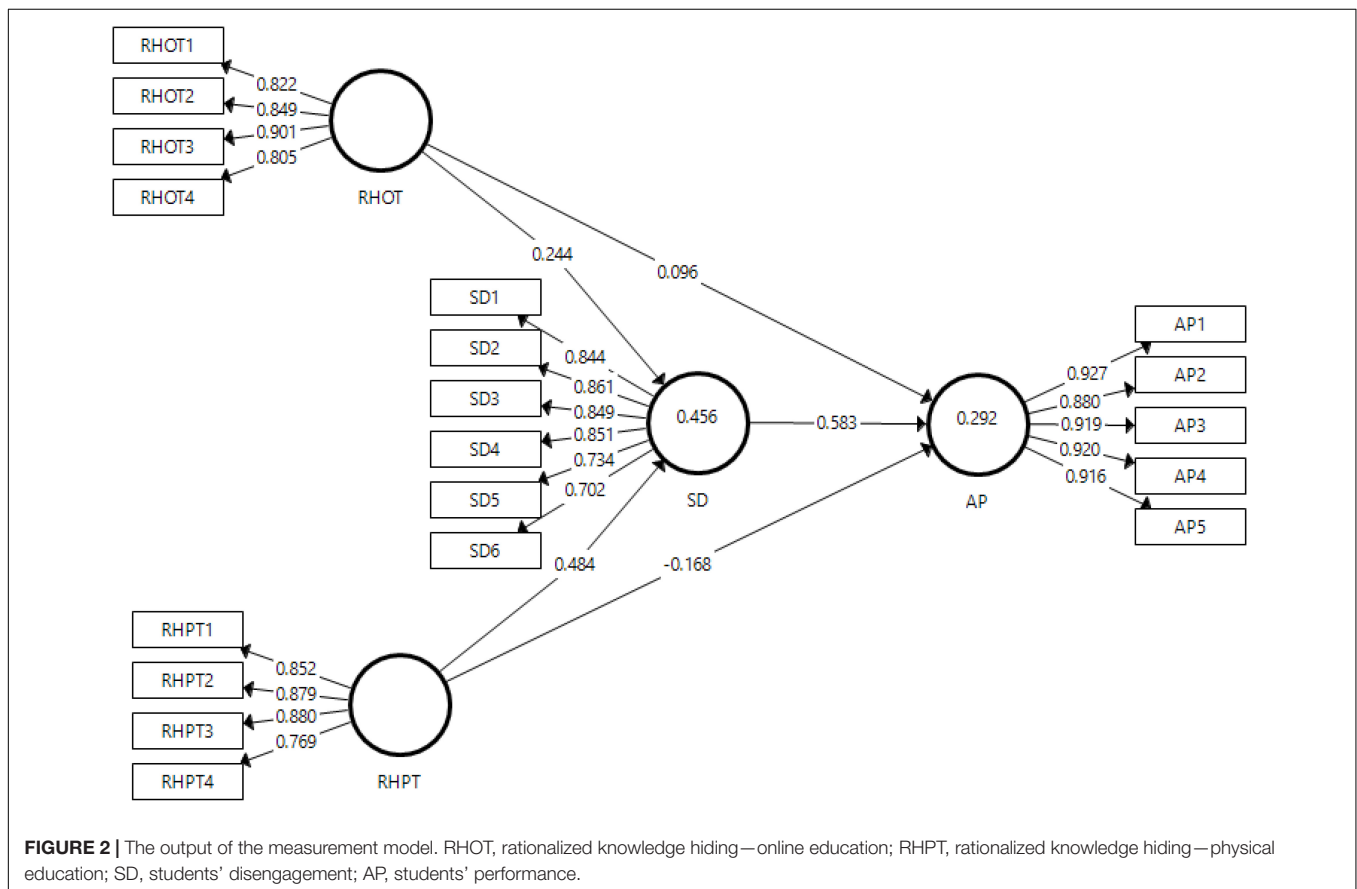 RHOT1
RHOT2
RHOT3
RHOT4
0.822
0.849
0.901
0.805
RHOT
0.244
0.096
SD1
SD2
SD3
SD4
SD5
SD6
0.844
0.861
0.849
0.851
0.734
0.702
0.456
SD
0.583
0.292
AP
AP1
AP2
AP3
AP4
AP5
0.927
0.880
0.919
0.920
0.916
0.484
-0.168
RHPT1
RHPT2
RHPT3
RHPT4
0.852
0.879
0.880
0.769
RHPT
FIGURE 2 | The output of the measurement model. RHOT, rationalized knowledge hiding—online education; RHPT, rationalized knowledge hiding—physical
education; SD, students’ disengagement; AP, students’ performance.